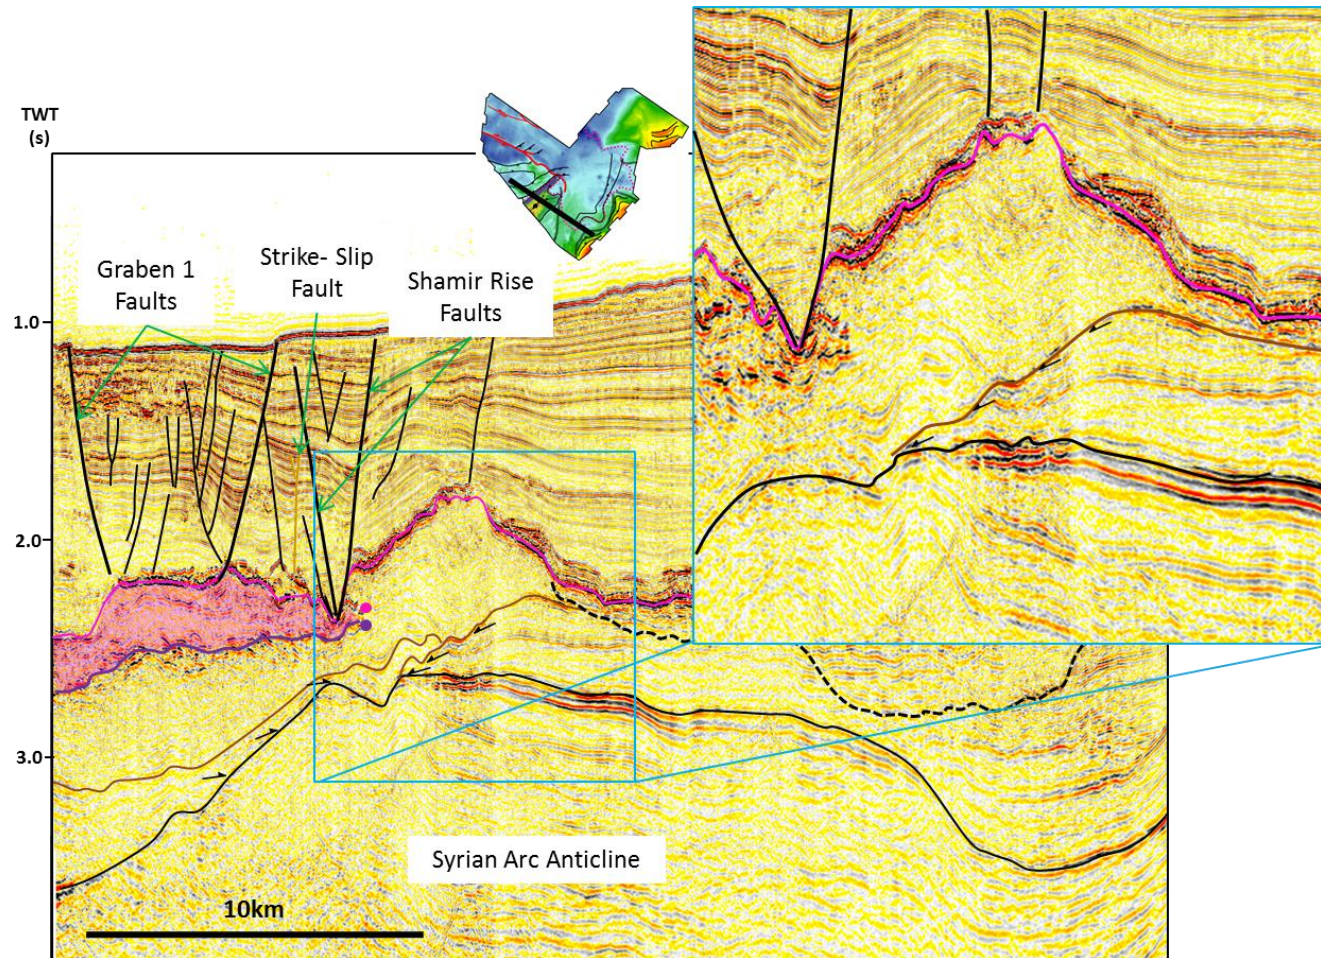 TWT
(s)
Graben 1
Faults
Strike- Slip
Fault
Shamir Rise
Faults
1.0
2.0
3.0
Syrian Arc Anticline
10km